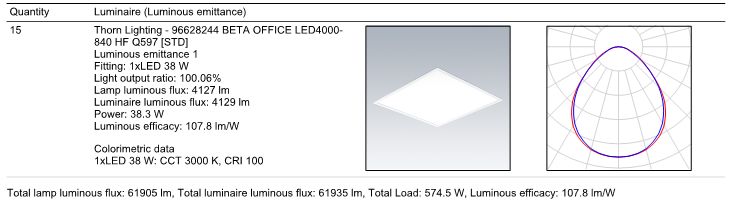 Quantity Luminaire (Luminous emittance)
15 Thorn Lighting - 96628244 BETA OFFICE LED4000-
840 HF Q597 [STD]
Luminous emittance 1
Fitting: 1xLED 38 W
Light output ratio: 100.06%
Lamp luminous flux: 4127 lm
Luminaire luminous flux: 4129 lm
Power: 38.3 W
Luminous efficacy: 107.8 lm/W
Colorimetric data
1xLED 38 W: CCT 3000 K, CRI 100
Total lamp luminous flux: 61905 lm, Total luminaire luminous flux: 61935 lm, Total Load: 574.5 W, Luminous efficacy: 107.8 lm/W